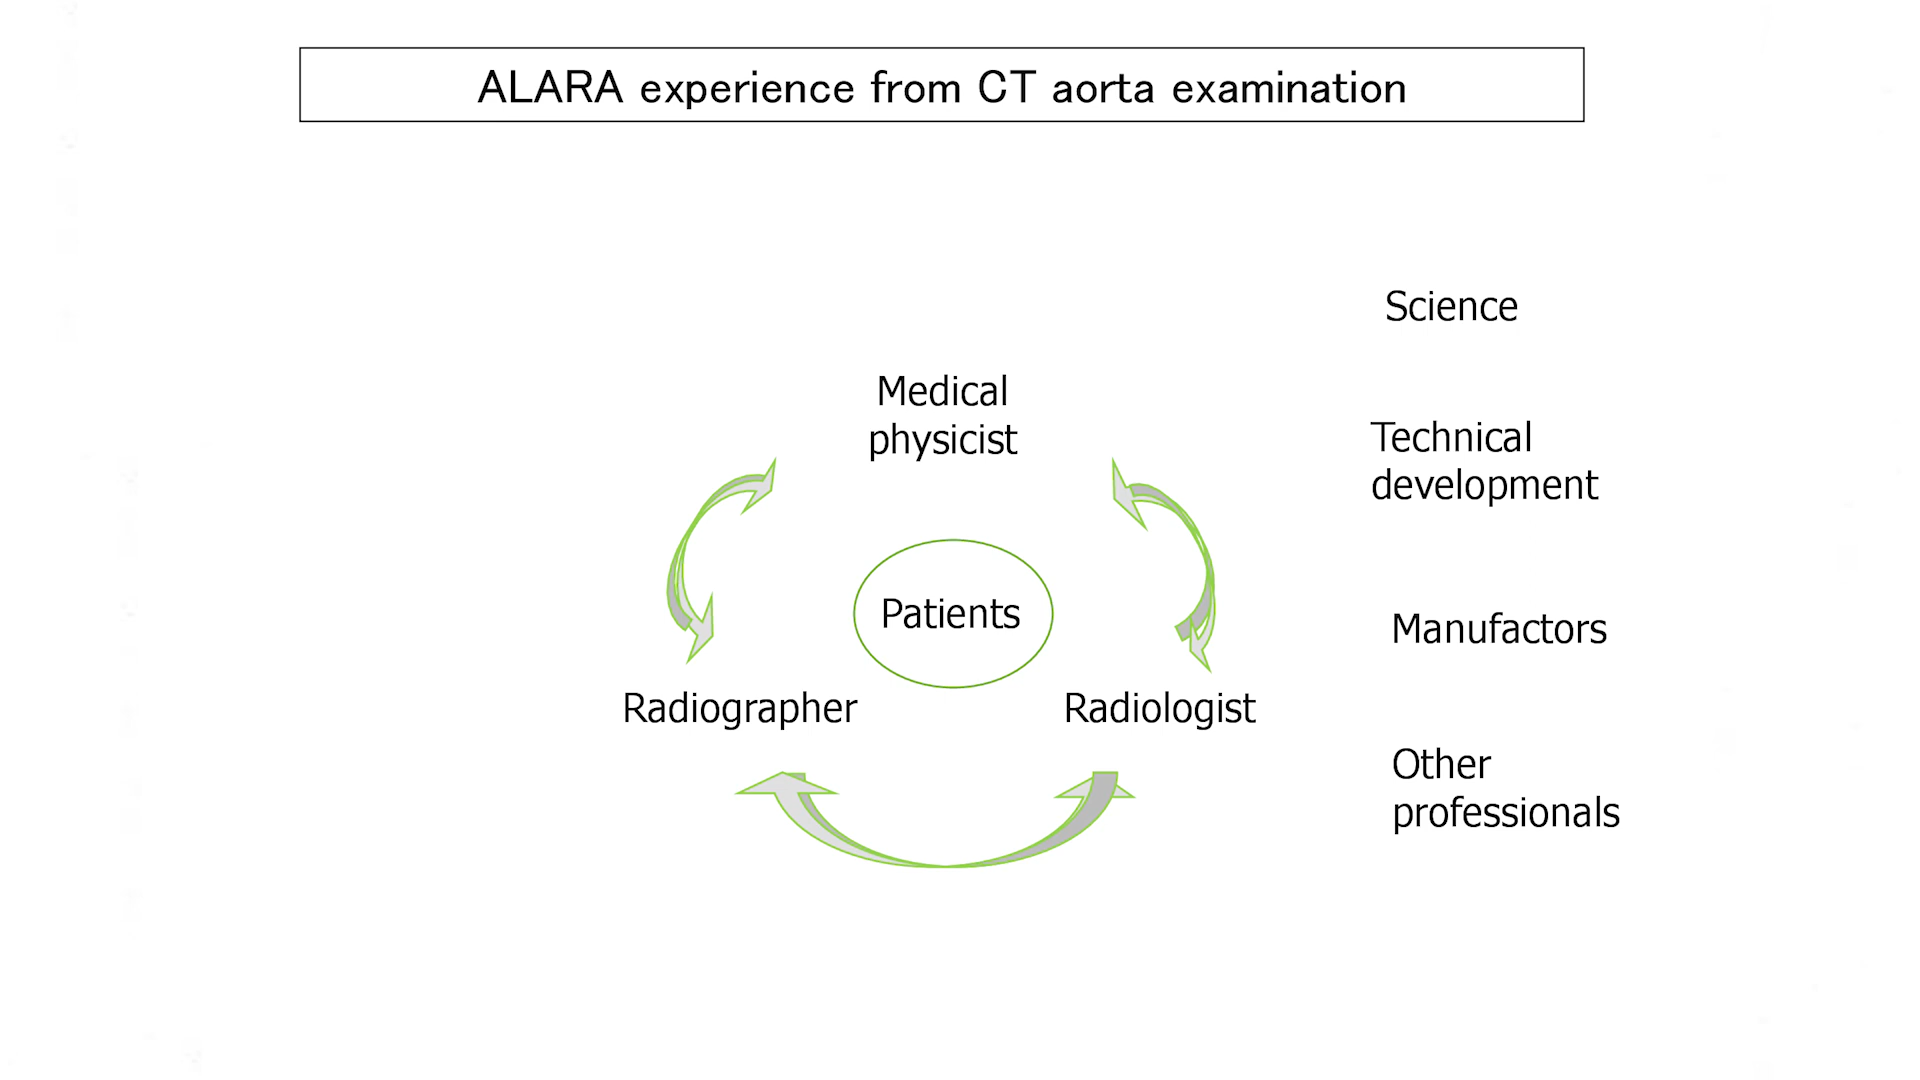 ALARA experience from CT aorta examination
Medical
physicist
Patients
Radiographer
Radiologist
Science
Technical
development
Manufactors
Other
professionals